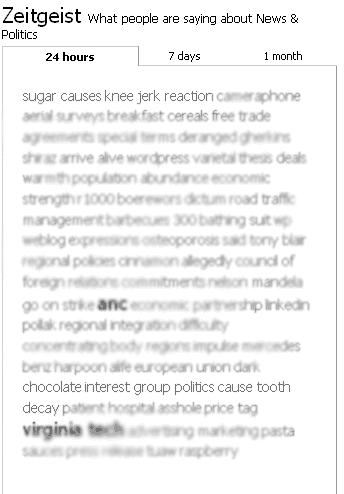 Zeitgeist What people are saying about News &
Politics
24 hours 7 days 1 month
sugar causes knee jerk reaction cameraphone
aerial surveys breakfast cereals free trade
agreements special terms deranged gherkins
shiraz arrive alive wordpress varietal thesis deals
warmth population abundance economic
strength r1000 boerewors dictum road traffic
management barbecues 300 bathing suit wp
weblog expressions osteoporosis said tony blair
regional policies cinnamon allegedly council of
foreign relations commitments nelson mandela
go on strike anc economic partnership linkedin
pollak regional integration difficulty
concentrating body regions impulse mercedes
benz harpoon alife european union dark
chocolate interest group politics cause tooth
decay patient hospital asshole price tag
virginia tech advertising marketing pasta
sauces press release tuaw raspberry